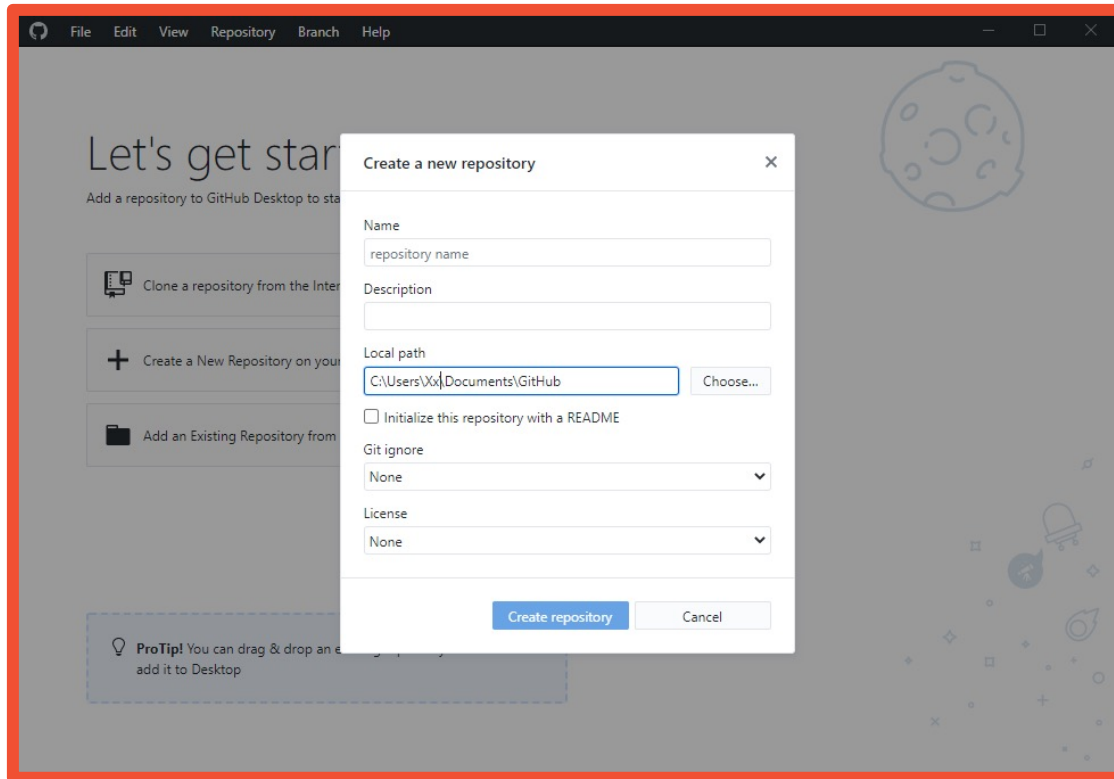 File Edit View Repository Branch Help
Let's get star
Add a repository to GitHub Desktop to sta
Clone a repository from the Inter
Create a New Repository on your
Add an Existing Repository from
ProTip! You can drag & drop an e
add it to Desktop
Create a new repository
Name
repository name
Description
Local path
C:\Users\Xx\Documents\GitHub
Choose...
Initialize this repository with a README
Git ignore
None
License
None
Create repository
Cancel